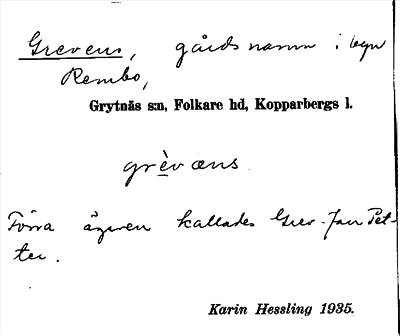 Grevens, gårdsnamn i byn
Rembo,
Grytnäs s:n, Folkare hd, Kopparbergs l.
grèvæns
Förra ägaren kallades Grev-Jan Pet-
ter.
Karin Hessling 1935.